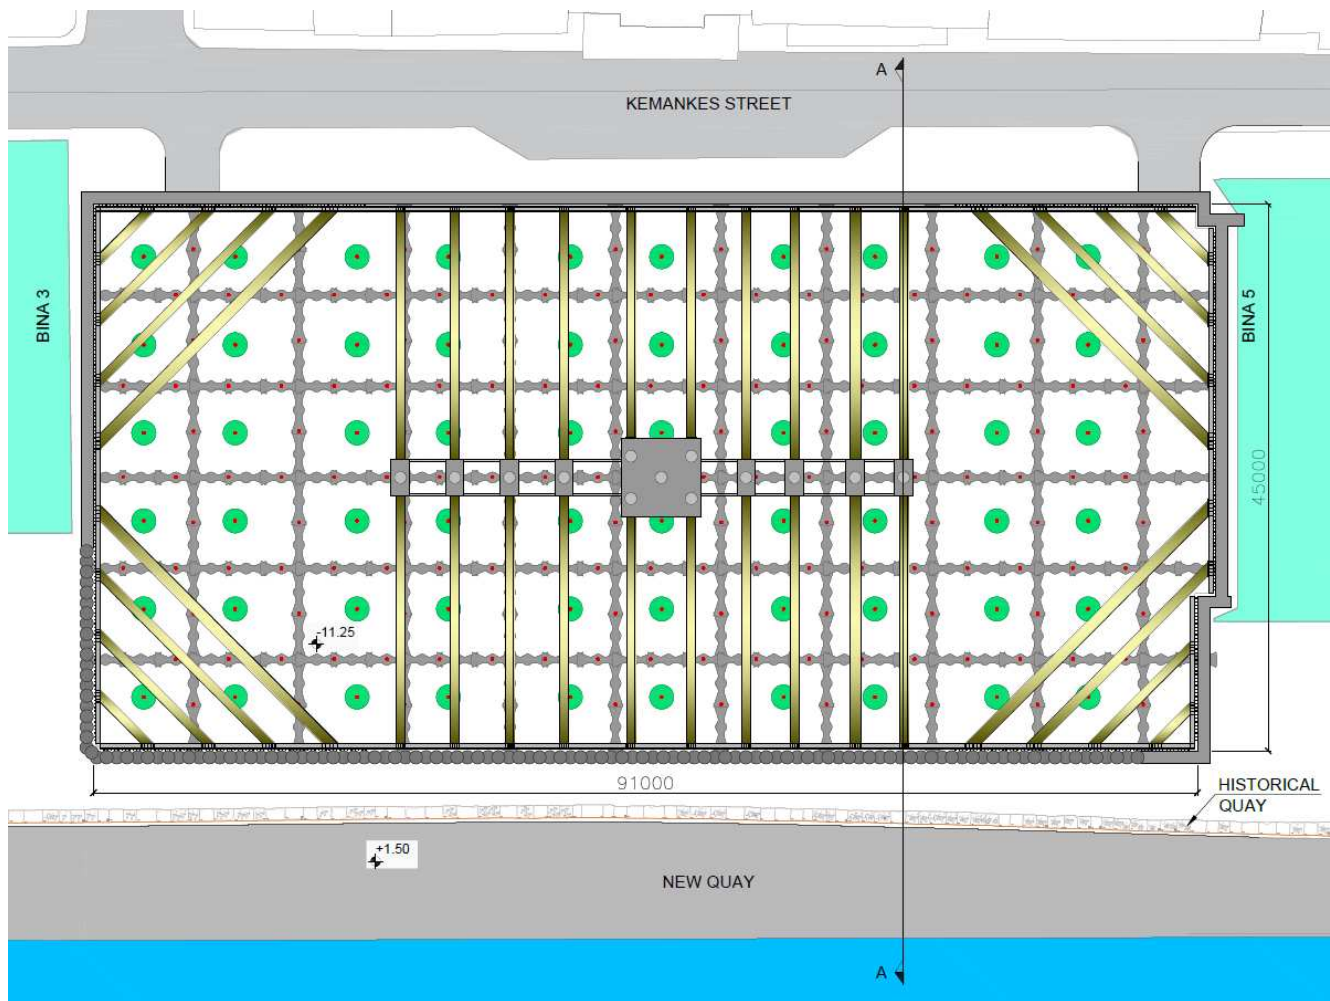 A
KEMANKES STREET
BINA 3
BINA 5
45000
-11.25
91000
HISTORICAL
QUAY
+1.50
NEW QUAY
A